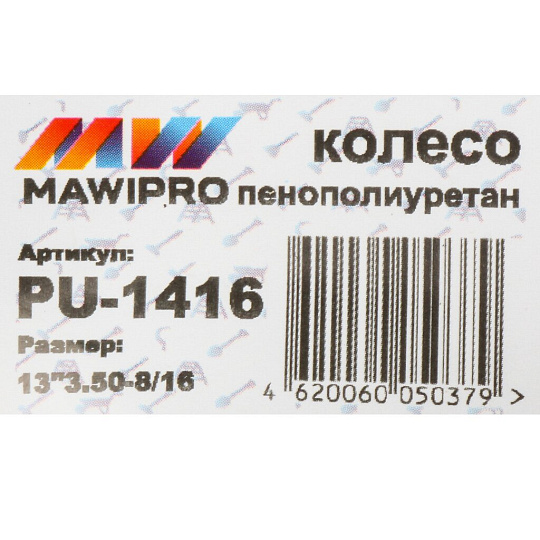 MW
колесо
MAWIPRO пенополиуретан
Артикул:
PU-1416
Размер:
13"3.50-8/16
4 620060 050379 >